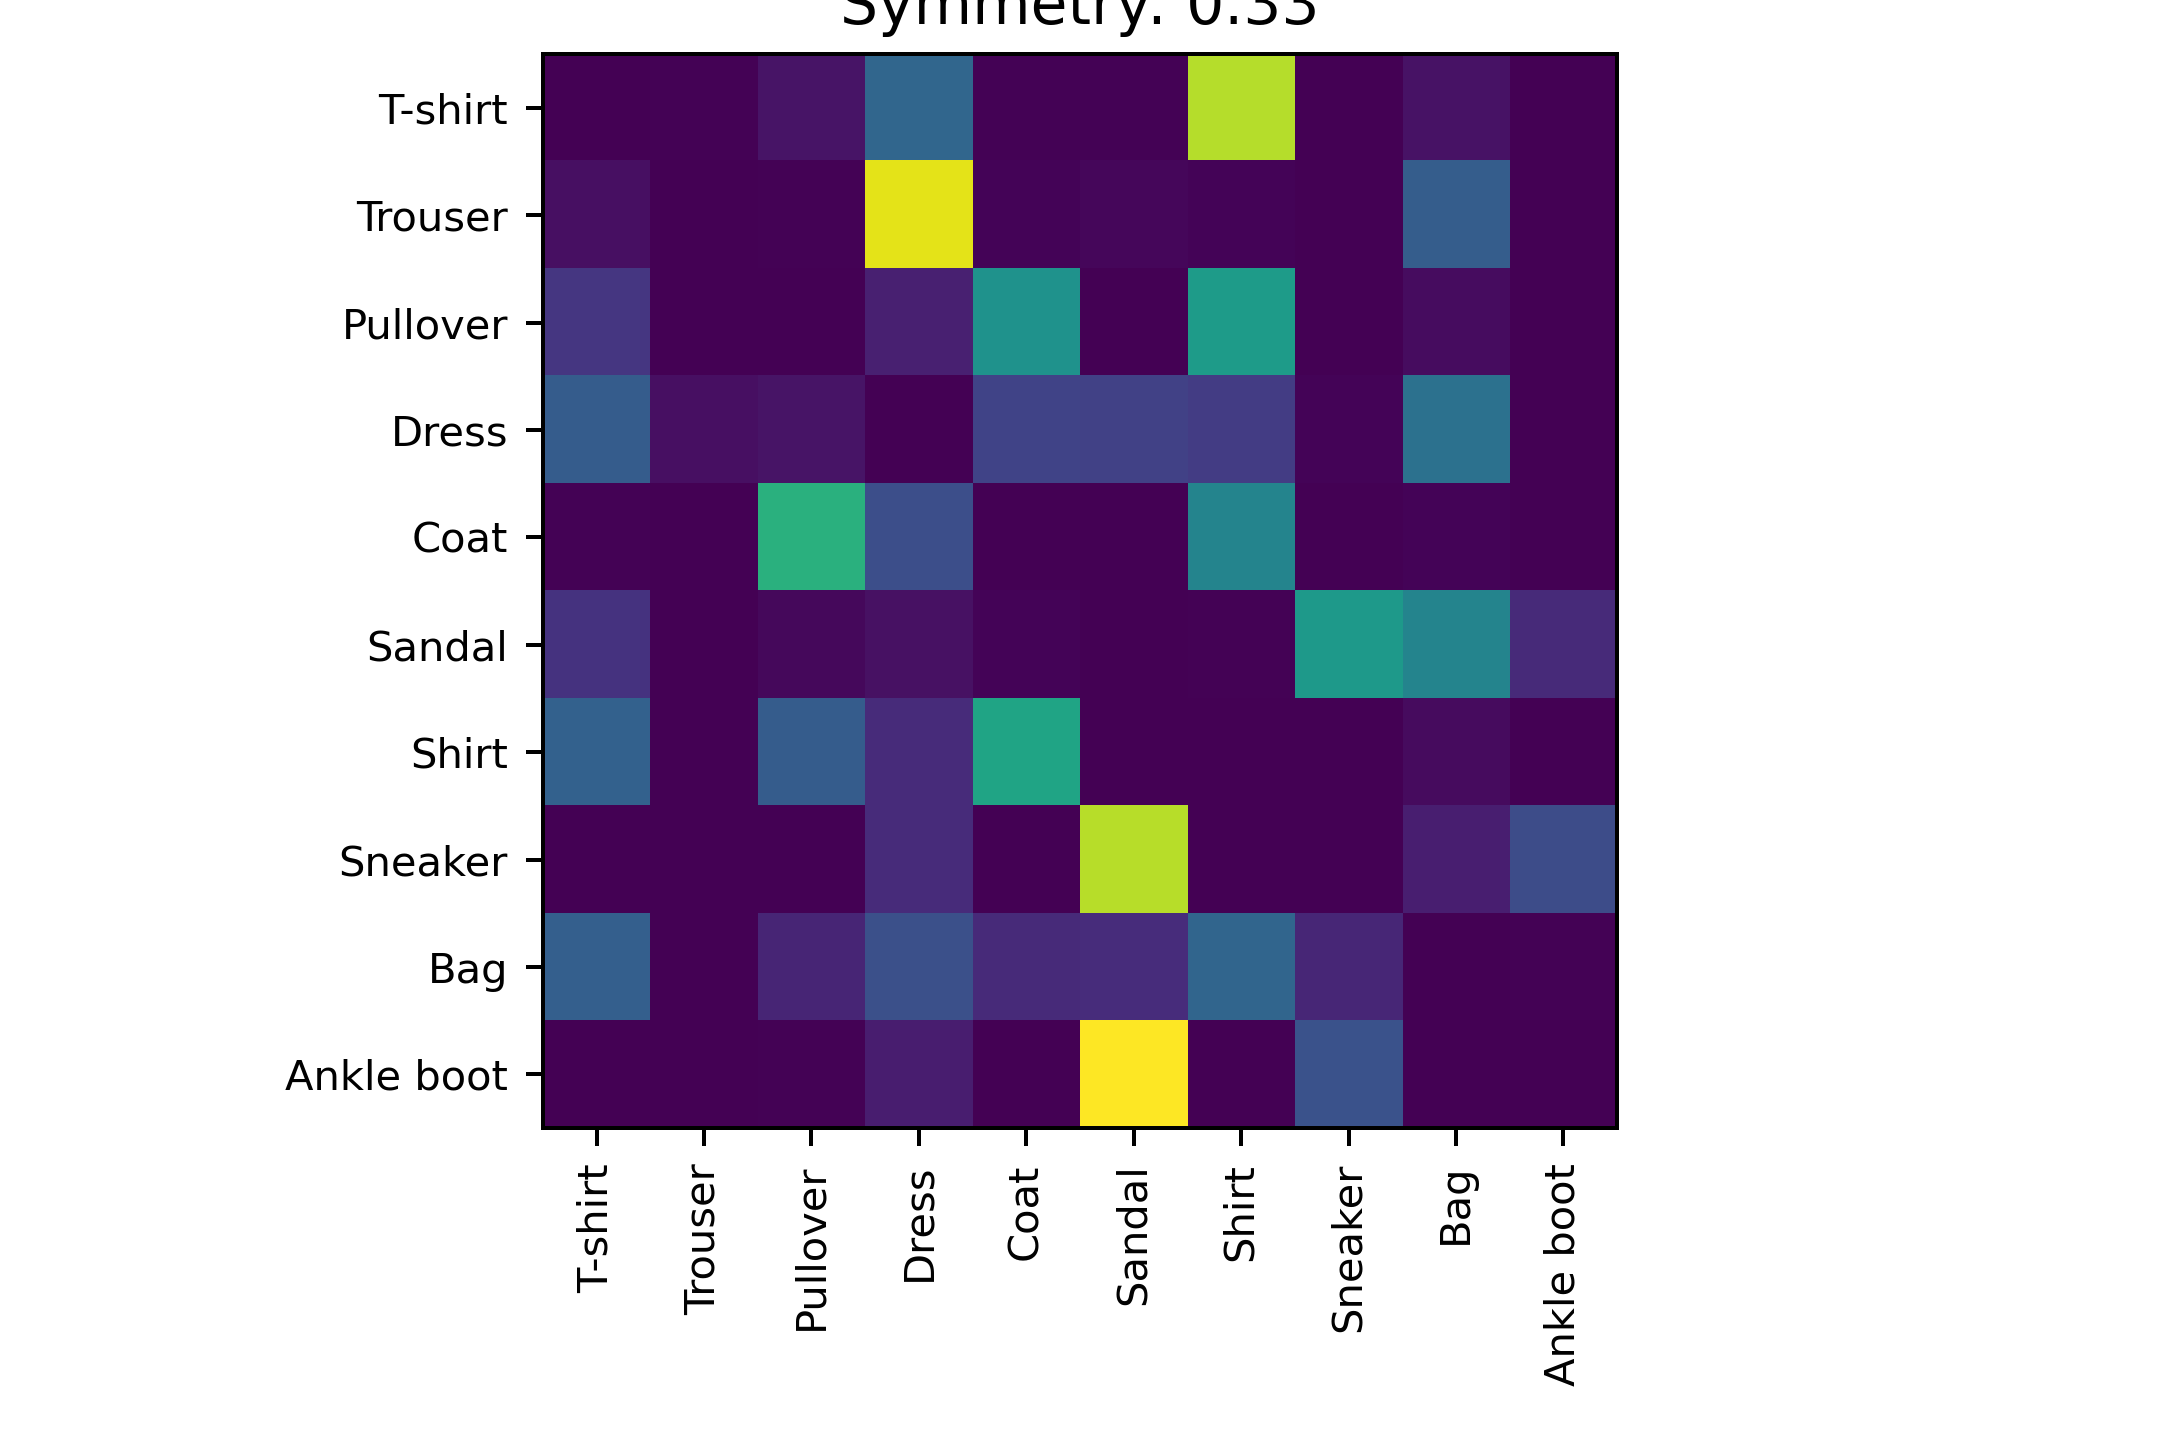 Symmetry: 0.33
T-shirt
Trouser
Pullover
Dress
Coat
Sandal
Shirt
Sneaker
Bag
Ankle boot
T-shirt
Trouser
Pullover
Dress
Coat
Sandal
Shirt
Sneaker
Bag
Ankle boot